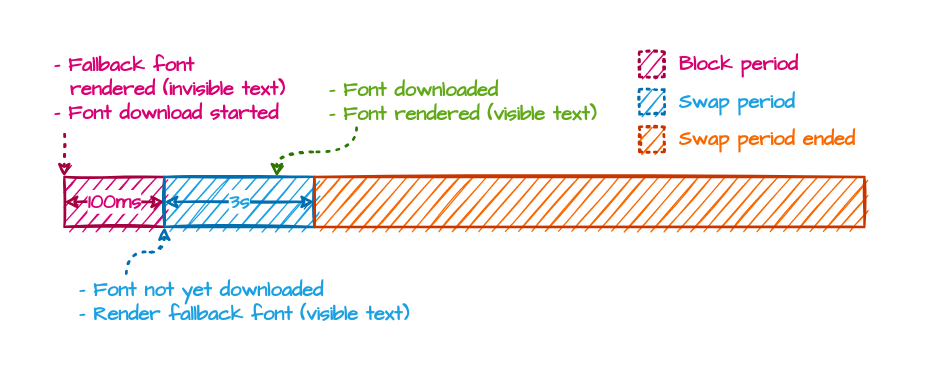 - Fallback font
rendered (invisible text)
- Font download started
- Font downloaded
- Font rendered (visible text)
Block period
Swap period
Swap period ended
100ms
3s
- Font not yet downloaded
- Render fallback font (visible text)